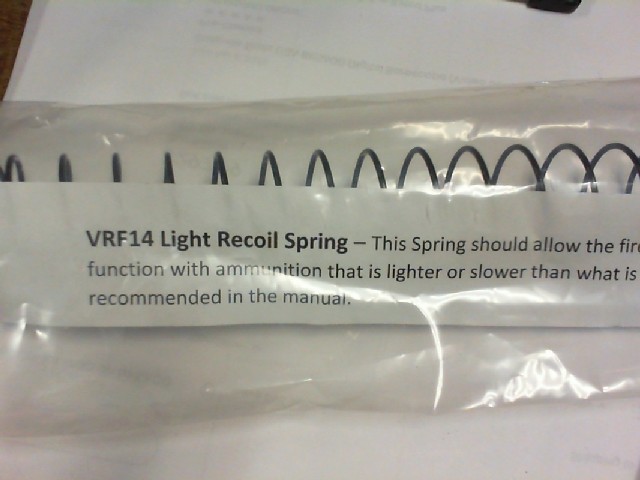 VRF14 Light Recoil Spring – This Spring should allow the fire
function with ammunition that is lighter or slower than what is
recommended in the manual.